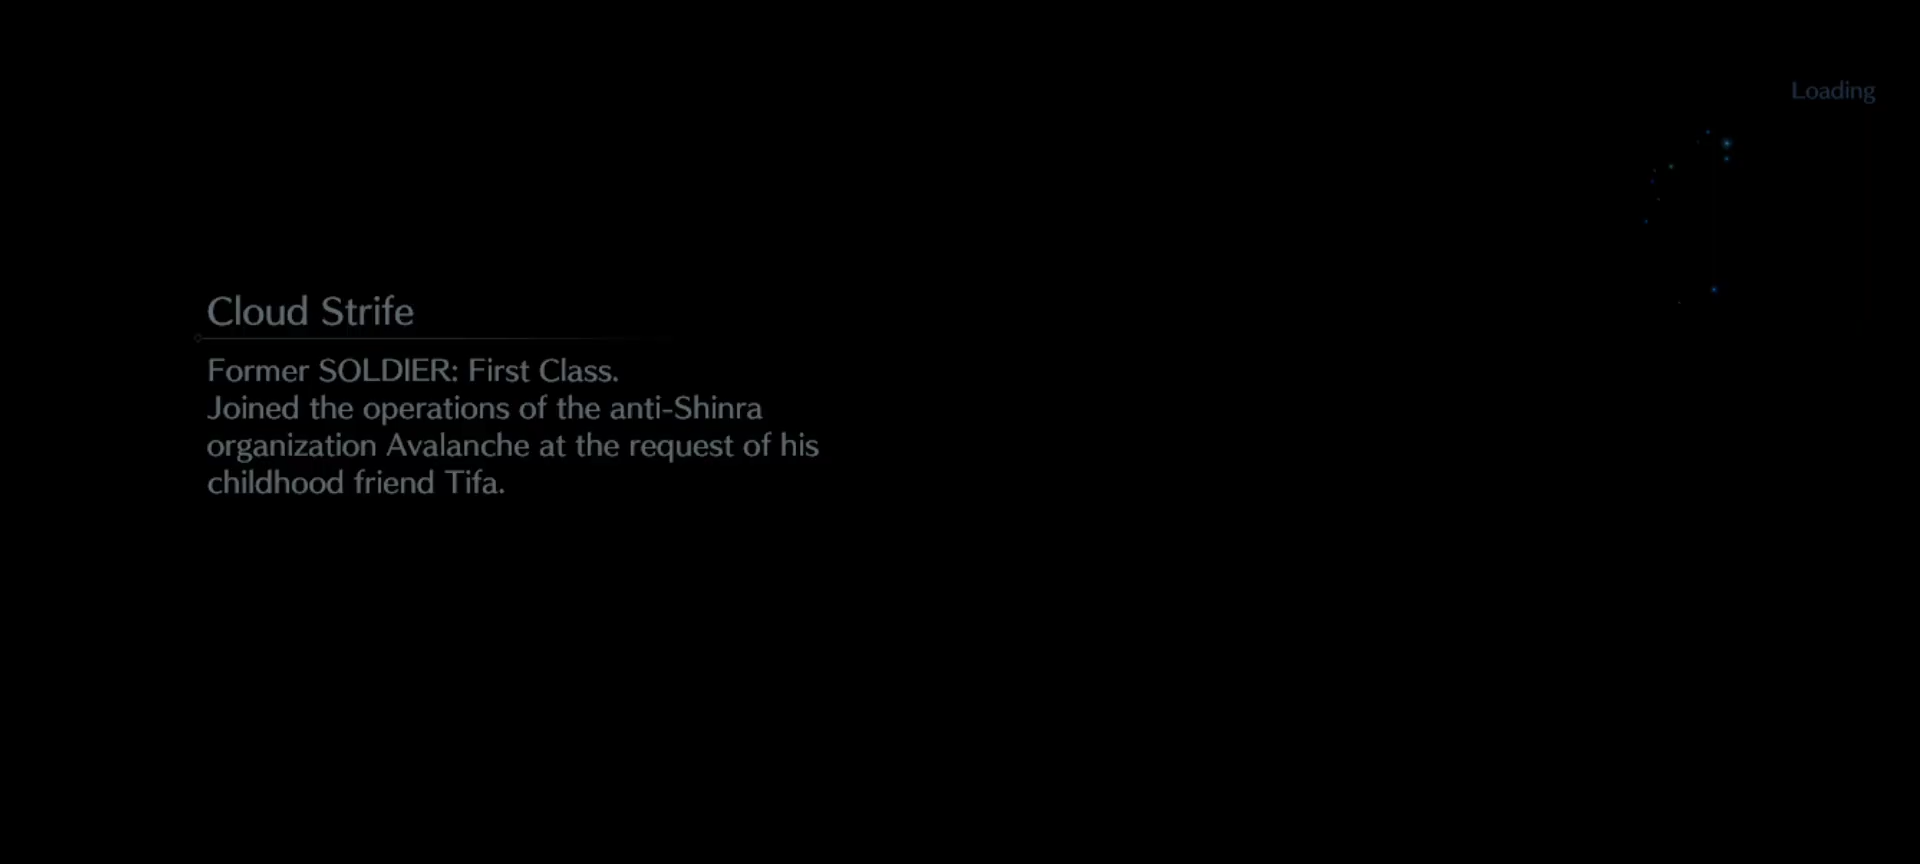 Loading
Cloud Strife
Former SOLDIER: First Class.
Joined the operations of the anti-Shinra
organization Avalanche at the request of his
childhood friend Tifa.